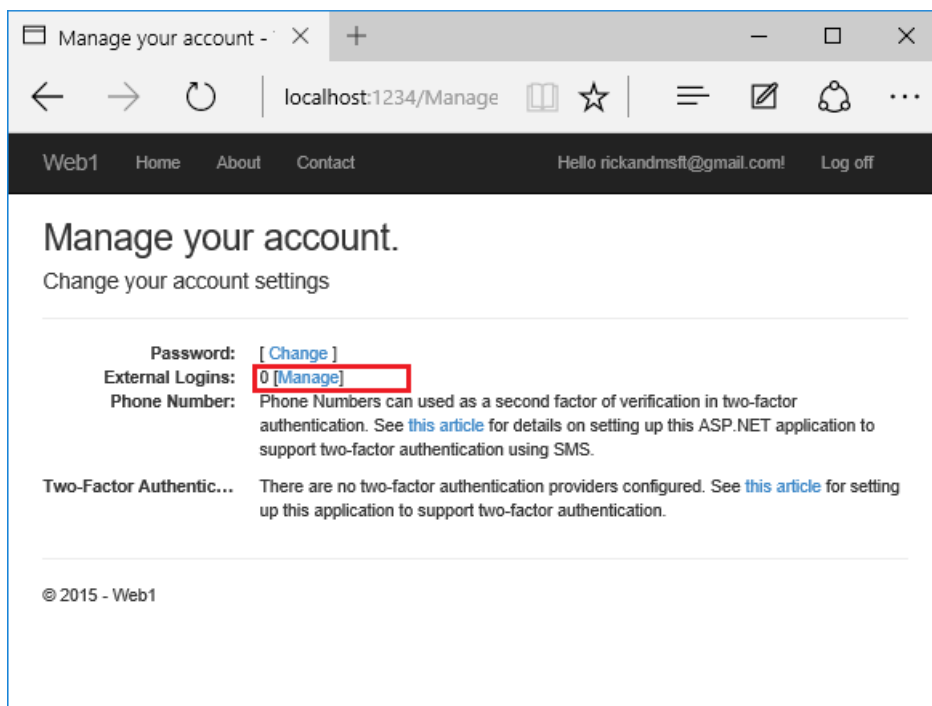 Manage your account -
localhost:1234/Manage
Web1 Home About Contact Hello rickandmsft@gmail.com! Log off
Manage your account.
Change your account settings
Password: [ Change ]
External Logins: 0 [Manage]
Phone Number: Phone Numbers can used as a second factor of verification in two-factor
authentication. See this article for details on setting up this ASP.NET application to
support two-factor authentication using SMS.
Two-Factor Authentic... There are no two-factor authentication providers configured. See this article for setting
up this application to support two-factor authentication.
© 2015 - Web1